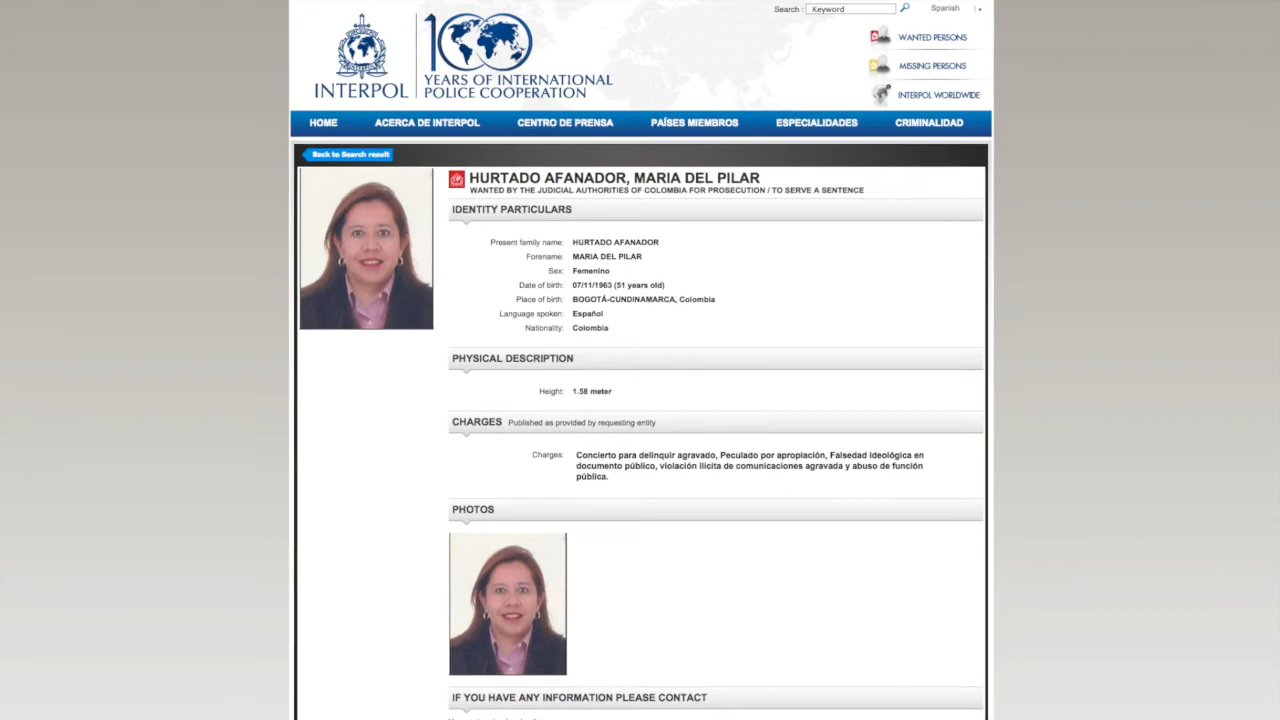 Search : Keyword Spanish
INTERPOL
100
YEARS OF INTERNATIONAL
POLICE COOPERATION
WANTED PERSONS
MISSING PERSONS
INTERPOL WORLDWIDE
HOME ACERCA DE INTERPOL CENTRO DE PRENSA PAÍSES MIEMBROS ESPECIALIDADES CRIMINALIDAD
Back to Search result
HURTADO AFANADOR, MARIA DEL PILAR
WANTED BY THE JUDICIAL AUTHORITIES OF COLOMBIA FOR PROSECUTION / TO SERVE A SENTENCE
IDENTITY PARTICULARS
Present family name: HURTADO AFANADOR
Forename: MARIA DEL PILAR
Sex: Femenino
Date of birth: 07/11/1963 (51 years old)
Place of birth: BOGOTÁ-CUNDINAMARCA, Colombia
Language spoken: Español
Nationality: Colombia
PHYSICAL DESCRIPTION
Height: 1.58 meter
CHARGES Published as provided by requesting entity
Charges: Concierto para delinquir agravado, Peculado por apropiación, Falsedad ideológica en
documento público, violación ilicita de comunicaciones agravada y abuso de función
pública.
PHOTOS
IF YOU HAVE ANY INFORMATION PLEASE CONTACT